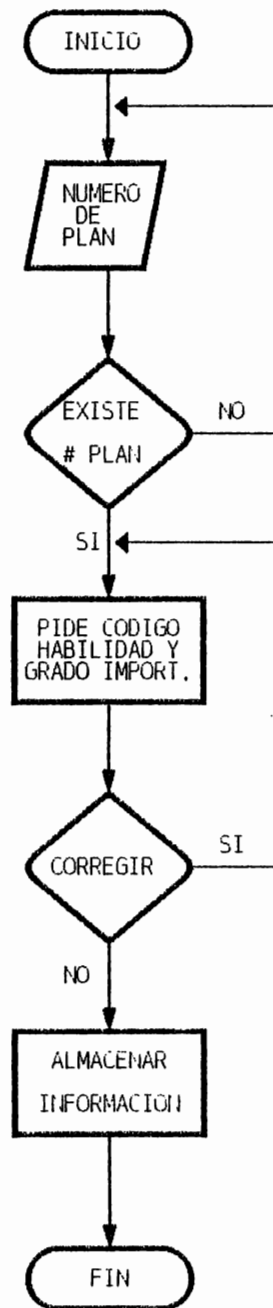 INICIO
NUMERO
DE
PLAN
EXISTE
# PLAN
NO
SI
PIDE CODIGO
HABILIDAD Y
GRADO IMPORT.
CORREGIR
SI
NO
ALMACENAR
INFORMACION
FIN